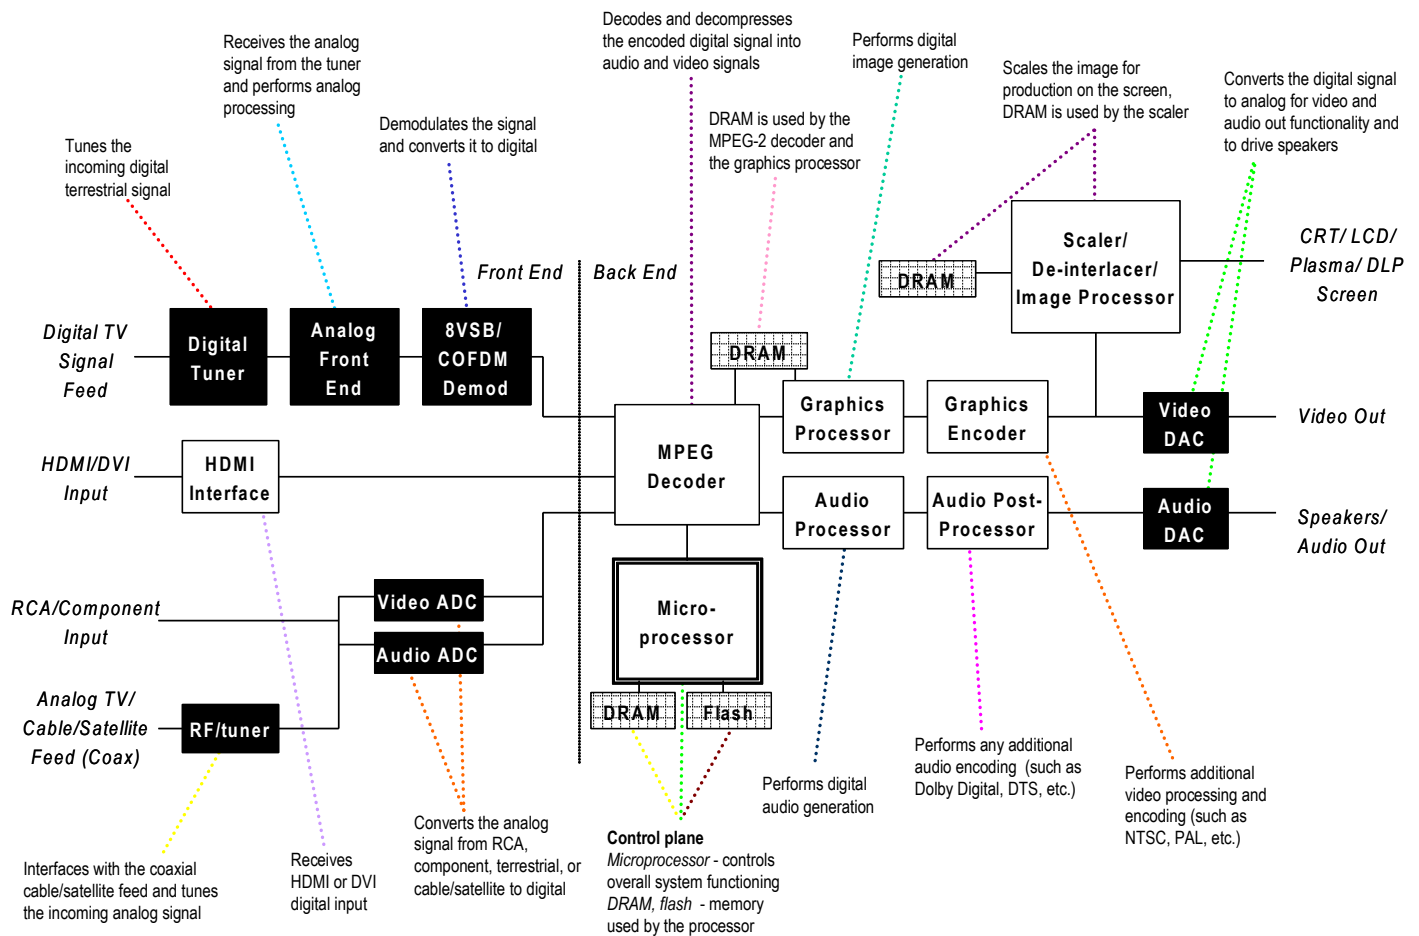 Decodes and decompresses
the encoded digital signal into
audio and video signals
Receives the analog
signal from the tuner
and performs analog
processing
Performs digital
image generation
Scales the image for
production on the screen,
DRAM is used by the scaler
Converts the digital signal
to analog for video and
audio out functionality and
to drive speakers
DRAM is used by the
MPEG-2 decoder and
the graphics processor
Demodulates the signal
and converts it to digital
Tunes the
incoming digital
terrestrial signal
Front End
Back End
Scaler/
De-interlacer/
Image Processor
DRAM
CRT/ LCD/
Plasma/ DLP
Screen
Digital TV
Signal
Feed
Digital
Tuner
Analog
Front
End
8VSB/
COFDM
Demod
DRAM
Graphics
Processor
Graphics
Encoder
Video
DAC
Video Out
HDMI/DVI
Input
HDMI
Interface
MPEG
Decoder
Audio
Processor
Audio Post-
Processor
Audio
DAC
Speakers/
Audio Out
RCA/Component
Input
Video ADC
Audio ADC
Micro-
processor
Analog TV/
Cable/Satellite
Feed (Coax)
RF/tuner
DRAM
Flash
Performs any additional
audio encoding (such as
Dolby Digital, DTS, etc.)
Performs additional
video processing and
encoding (such as
NTSC, PAL, etc.)
Performs digital
audio generation
Converts the analog
signal from RCA,
component, terrestrial, or
cable/satellite to digital
Control plane
Microprocessor - controls
overall system functioning
DRAM, flash - memory
used by the processor
Receives
HDMI or DVI
digital input
Interfaces with the coaxial
cable/satellite feed and tunes
the incoming analog signal